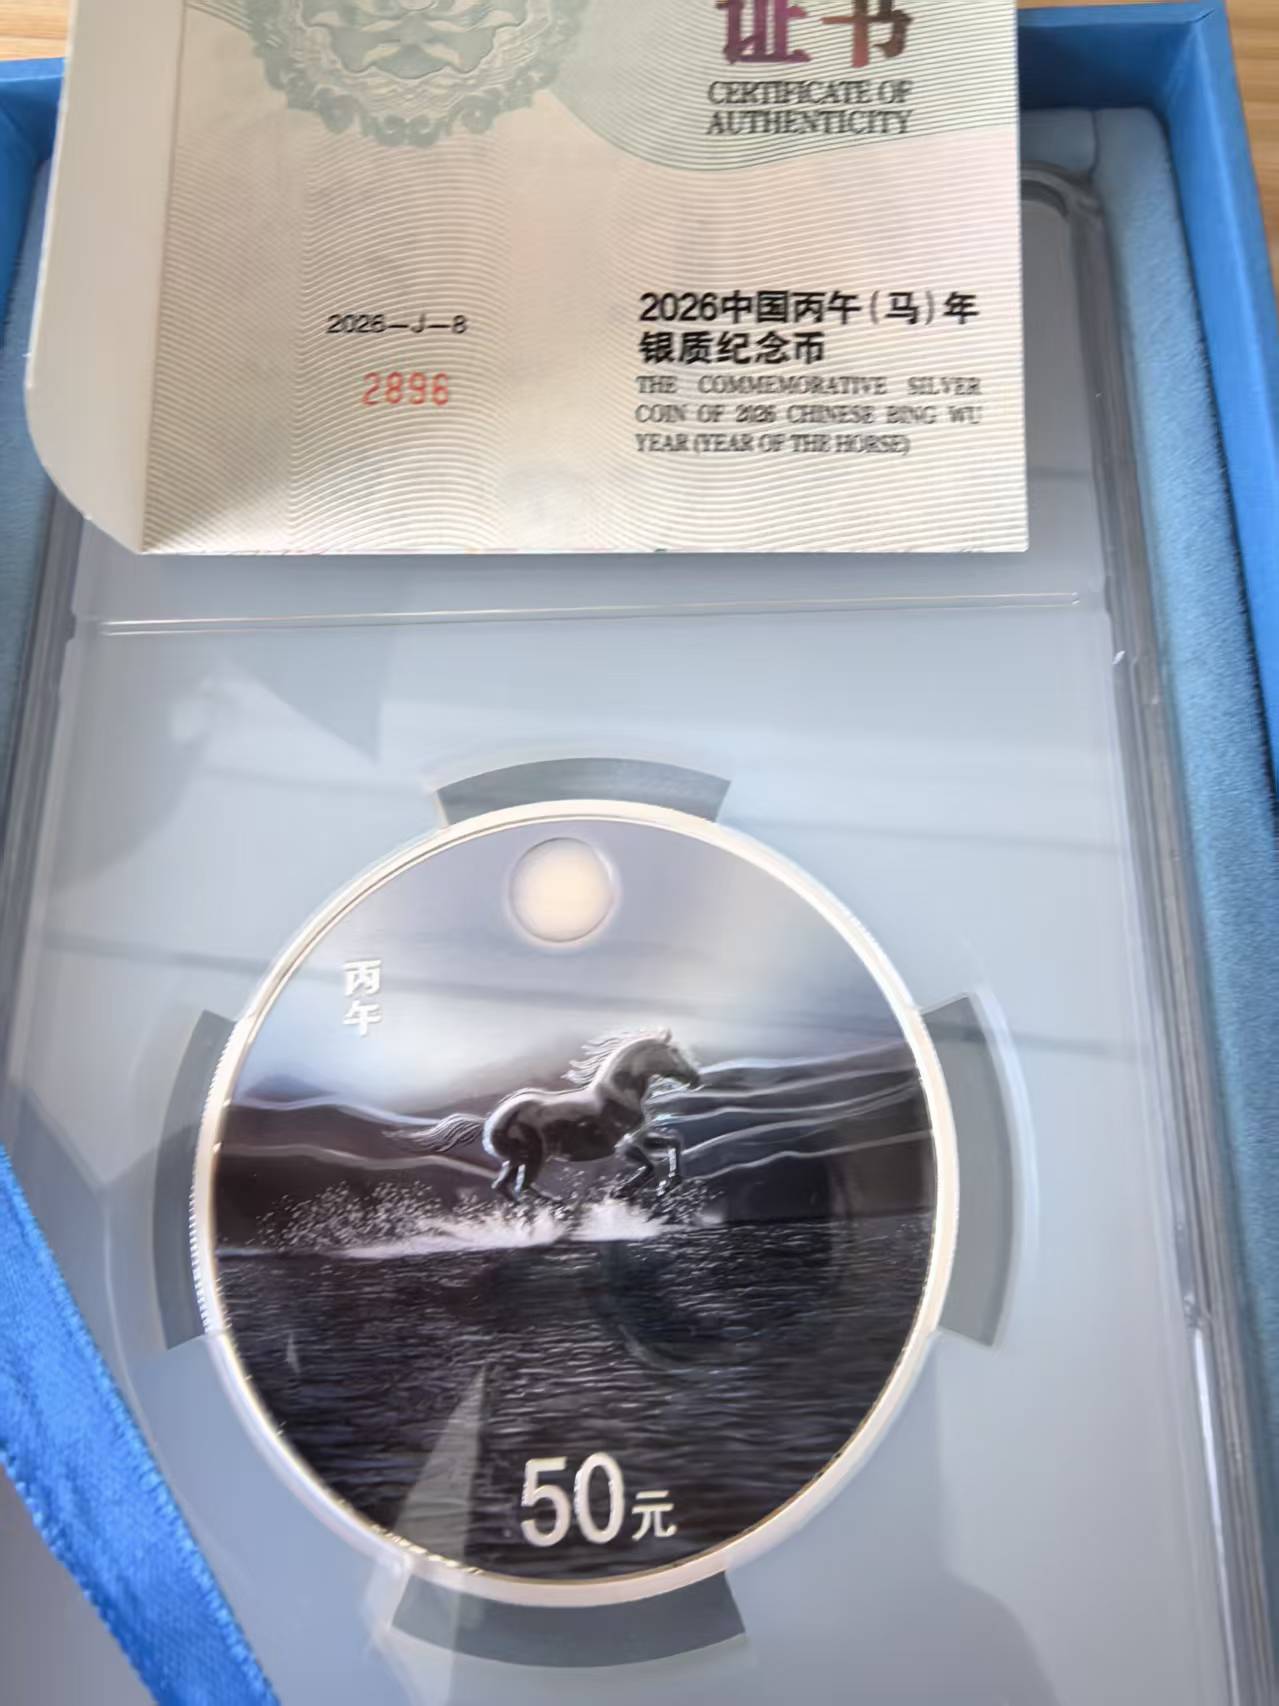 证书
CERTIFICATE OF
AUTHENTICITY
2026-J-8
2896
2026中国丙午(马)年
银质纪念币
THE COMMEMORATIVE SILVER
COIN OF 2026 CHINESE BING WU
YEAR (YEAR OF THE HORSE)
丙
午
50元